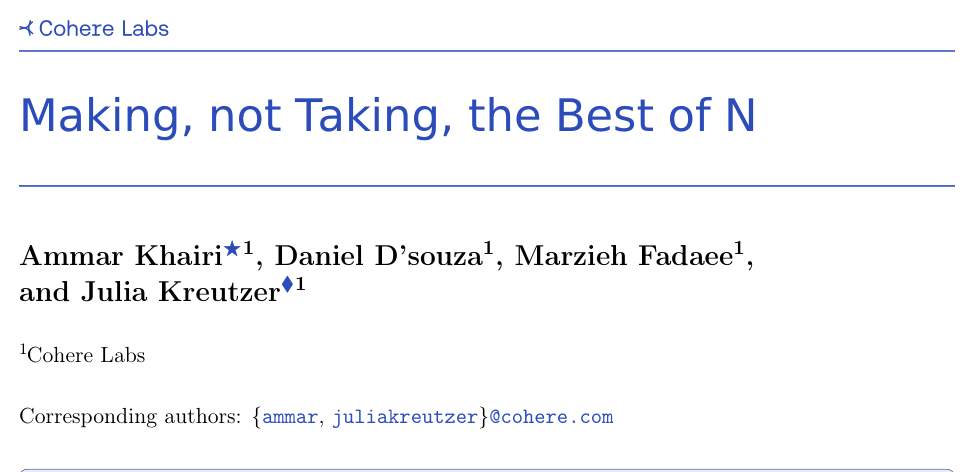 Cohere Labs
Making, not Taking, the Best of N
Ammar Khairi★1, Daniel D'souza1, Marzieh Fadaee1,
and Julia Kreutzer♦1
1Cohere Labs
Corresponding authors: {ammar, juliakreutzer}@cohere.com